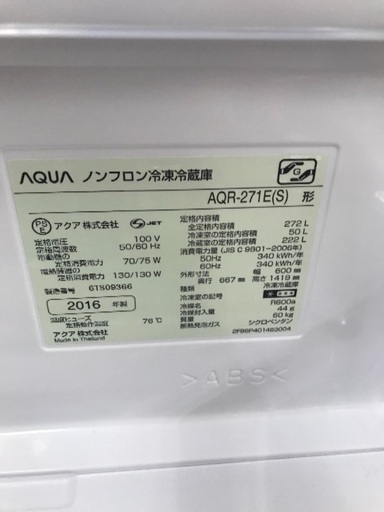 AQUA ノンフロン冷凍冷蔵庫
AQR-271E(S) 形
アクア 株式会社 JET
定格電圧 100 V
定格周波数 50/60 Hz
電動機の
定格消費電力 70/75 W
電熱装置の
定格消費電力 130/130 W
製造番号 61S09366
2016 年製
温度ヒューズ
定格動作温度 76℃
アクア 株式会社
Made in Thailand
定格内容積
全定格内容積 272 L
冷凍室の定格内容積 50 L
冷蔵室の定格内容積 222 L
消費電力量 (JIS C 9801-2006年)
50Hz 340 kWh/年
60Hz 340 kWh/年
外形寸法 幅 600 mm
奥行 667 mm 高さ 1419 mm
種類 冷凍冷蔵庫
冷凍室の記号
冷媒名 R600a
冷媒封入量 44 g
質量 60 kg
断熱発泡ガス シクロペンタン
>ABS<